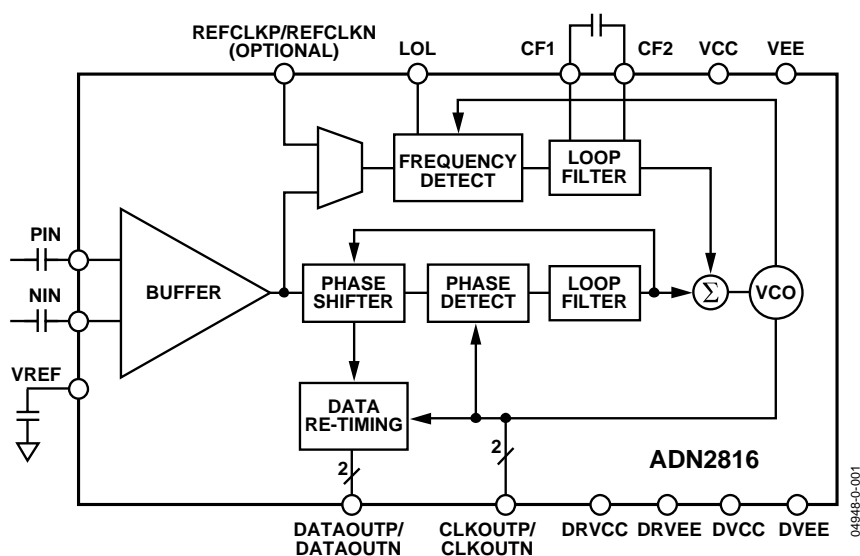 REFCLKP/REFCLKN
(OPTIONAL)
LOL
CF1
CF2
VCC
VEE
FREQUENCY
DETECT
LOOP
FILTER
PIN
NIN
VREF
BUFFER
PHASE
SHIFTER
PHASE
DETECT
LOOP
FILTER
Σ
VCO
DATA
RE-TIMING
2
2
ADN2816
DATAOUTP/
DATAOUTN
CLKOUTP/
CLKOUTN
DRVCC
DRVEE
DVCC
DVEE
04948-0-001